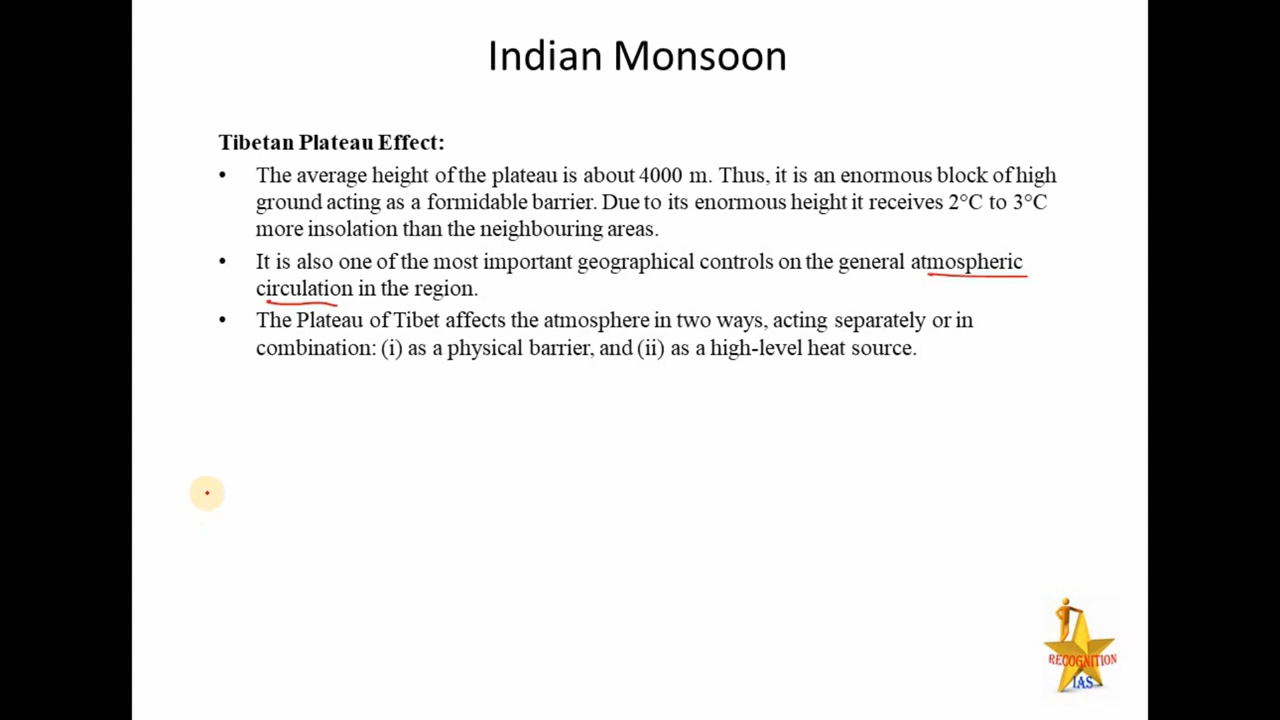 Indian Monsoon
Tibetan Plateau Effect:
• The average height of the plateau is about 4000 m. Thus, it is an enormous block of high
ground acting as a formidable barrier. Due to its enormous height it receives 2°C to 3°C
more insolation than the neighbouring areas.
• It is also one of the most important geographical controls on the general atmospheric
circulation in the region.
• The Plateau of Tibet affects the atmosphere in two ways, acting separately or in
combination: (i) as a physical barrier, and (ii) as a high-level heat source.
RECOGNITION
IAS